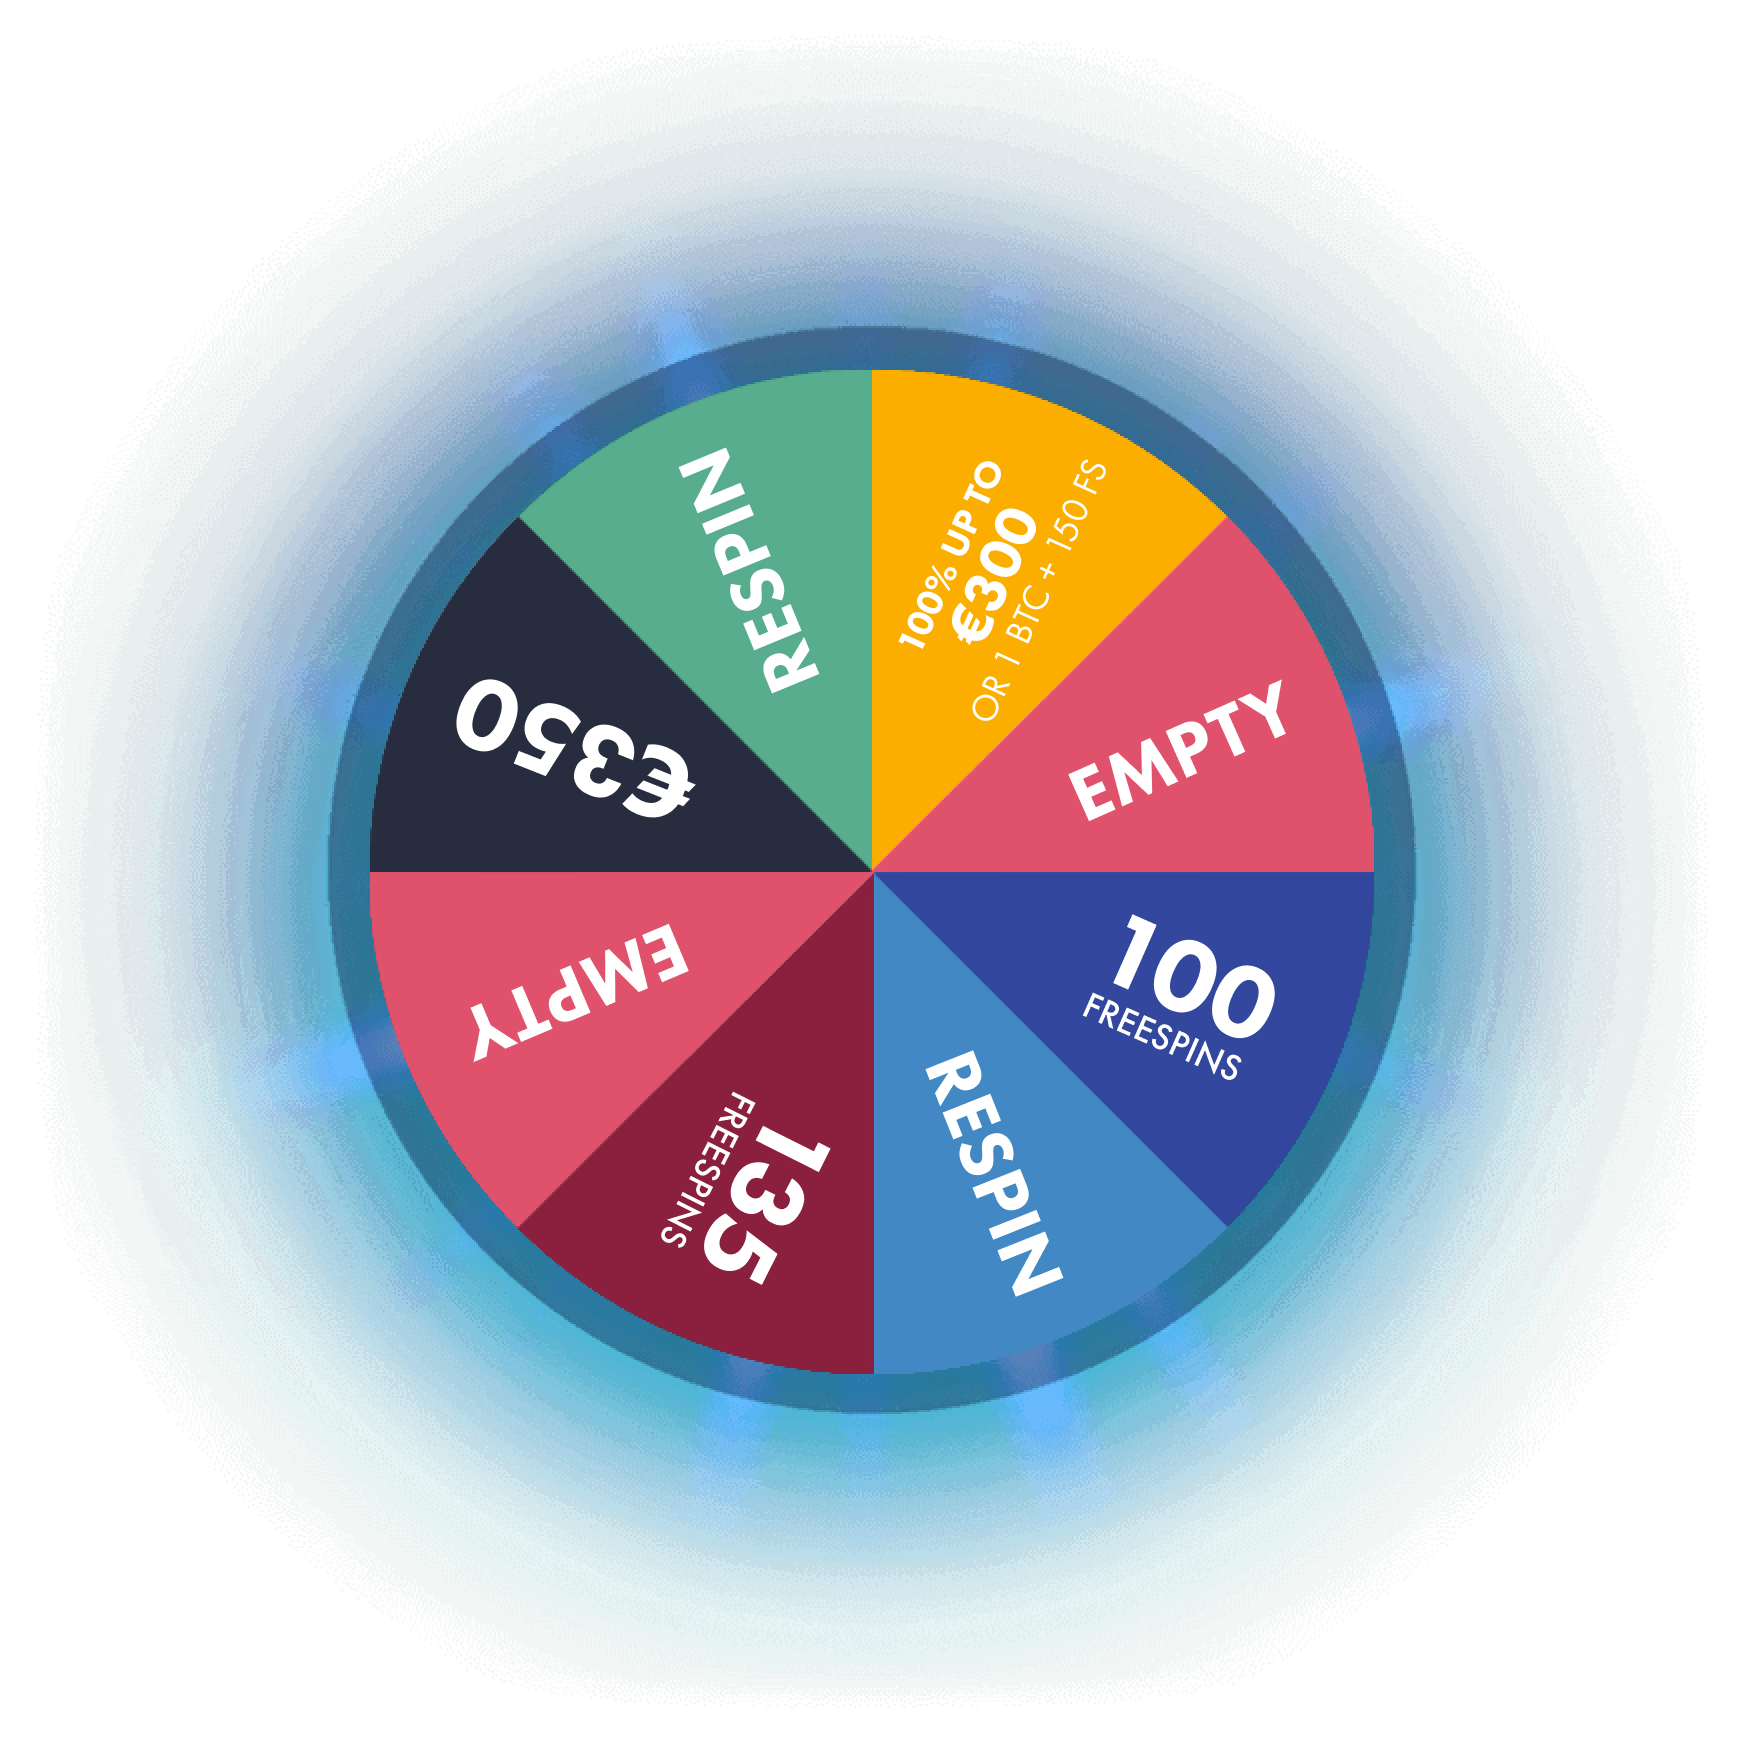 100% UP TO
€300
OR 1 BTC + 150 FS
EMPTY
100
FREESPINS
RESPIN
135
FREESPINS
EMPTY
€350
RESPIN